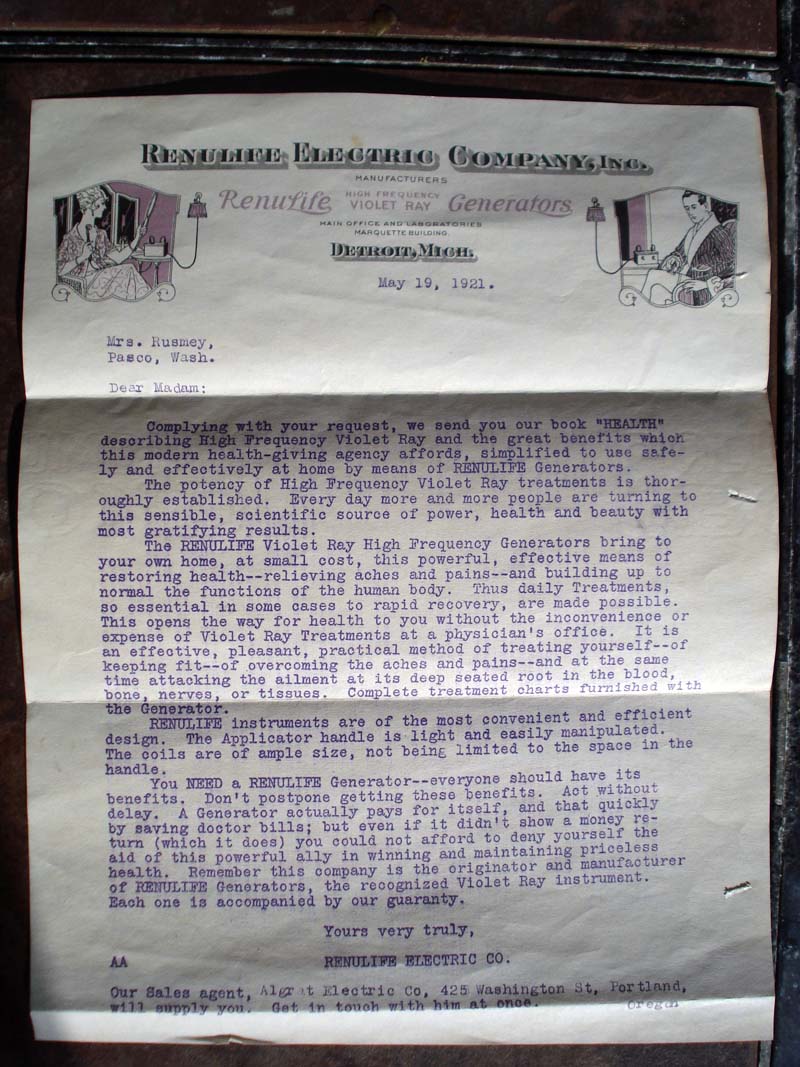 RENULIFE ELECTRIC COMPANY, INC.
MANUFACTURERS
RenuLife HIGH FREQUENCY VIOLET RAY Generators
MAIN OFFICE AND LABORATORIES
MARQUETTE BUILDING
DETROIT, MICH.
May 19, 1921.
Mrs. Rusmey,
Pasco, Wash.
Dear Madam:
Complying with your request, we send you our book "HEALTH"
describing High Frequency Violet Ray and the great benefits which
this modern health-giving agency affords, simplified to use safe-
ly and effectively at home by means of RENULIFE Generators.
The potency of High Frequency Violet Ray treatments is thor-
oughly established. Every day more and more people are turning to
this sensible, scientific source of power, health and beauty with
most gratifying results.
The RENULIFE Violet Ray High Frequency Generators bring to
your own home, at small cost, this powerful, effective means of
restoring health--relieving aches and pains--and building up to
normal the functions of the human body. Thus daily Treatments,
so essential in some cases to rapid recovery, are made possible.
This opens the way for health to you without the inconvenience or
expense of Violet Ray Treatments at a physician's office. It is
an effective, pleasant, practical method of treating yourself--of
keeping fit--of overcoming the aches and pains--and at the same
time attacking the ailment at its deep seated root in the blood,
bone, nerves, or tissues. Complete treatment charts furnished with
the Generator.
RENULIFE instruments are of the most convenient and efficient
design. The Applicator handle is light and easily manipulated.
The coils are of ample size, not being limited to the space in the
handle.
You NEED a RENULIFE Generator--everyone should have its
benefits. Don't postpone getting these benefits. Act without
delay. A Generator actually pays for itself, and that quickly
by saving doctor bills; but even if it didn't show a money re-
turn (which it does) you could not afford to deny yourself the
aid of this powerful ally in winning and maintaining priceless
health. Remember this company is the originator and manufacturer
of RENULIFE Generators, the recognized Violet Ray instrument.
Each one is accompanied by our guaranty.
Yours very truly,
AA RENULIFE ELECTRIC CO.
Our Sales agent, Electric Co, 425 Washington St, Portland,
will supply you. Get in touch with him at once. Oregon